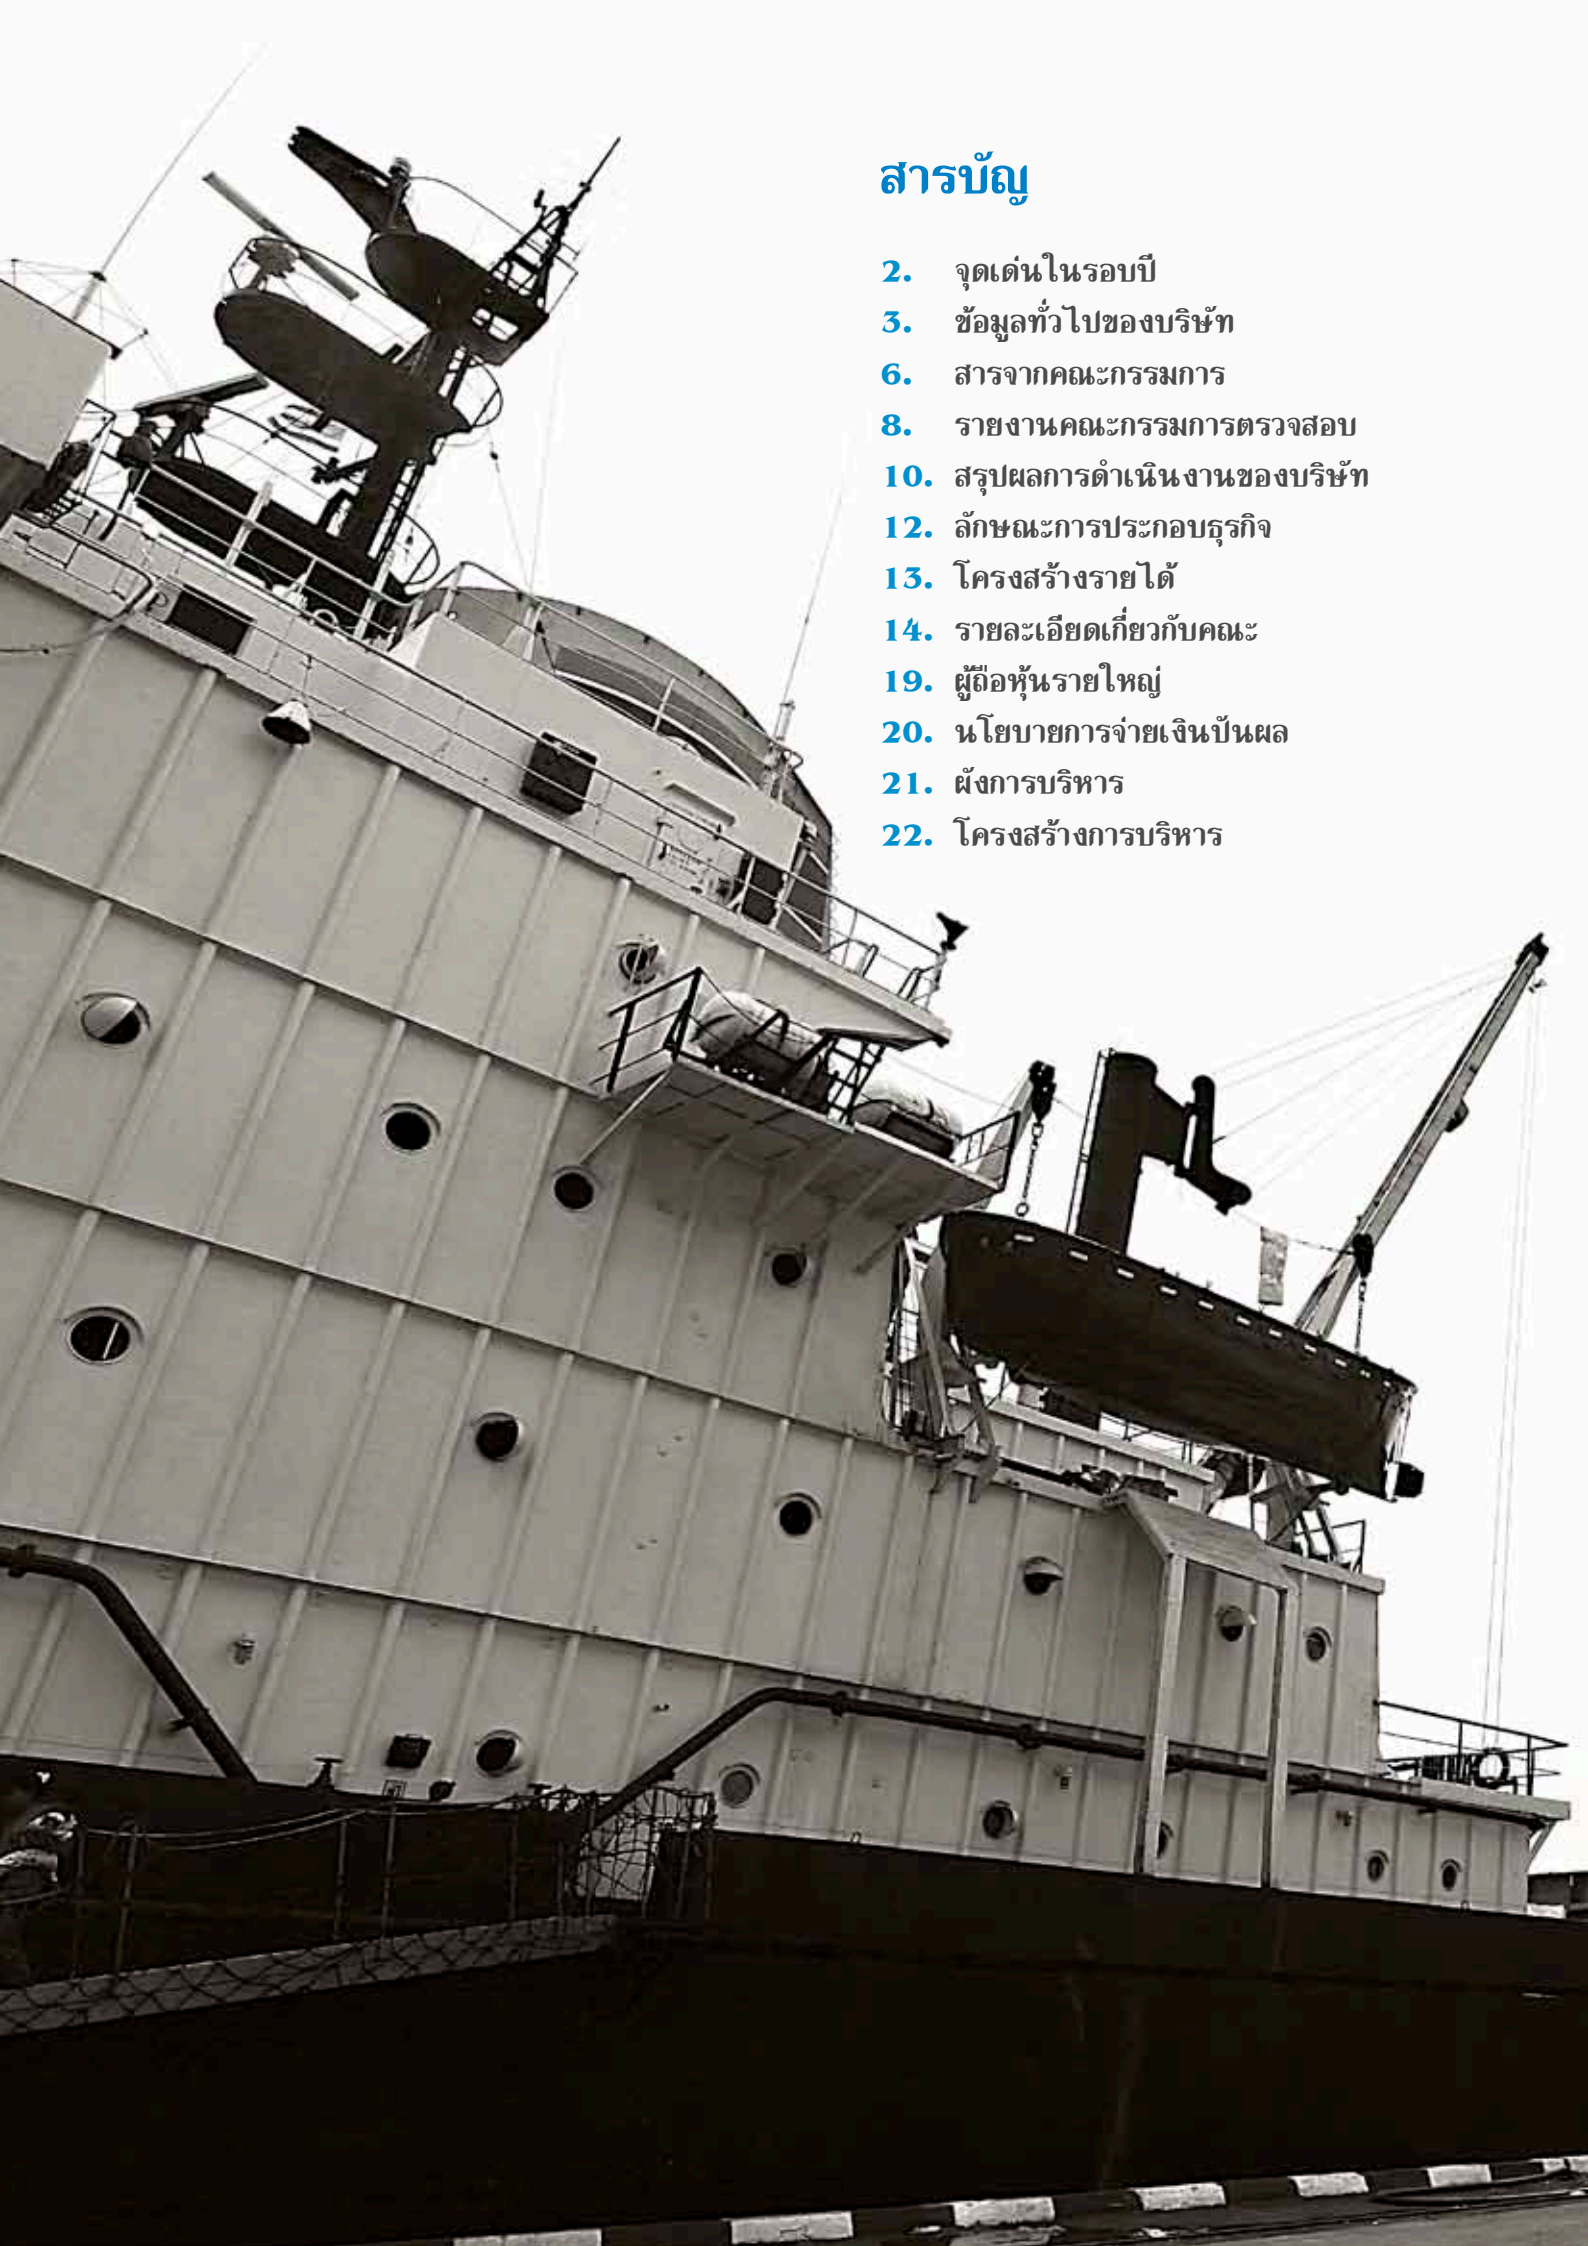 สารบัญ
2. จุดเด่นในรอบปี
3. ข้อมูลทั่วไปของบริษัท
6. สารจากคณะกรรมการ
8. รายงานคณะกรรมการตรวจสอบ
10. สรุปผลการดำเนินงานของบริษัท
12. ลักษณะการประกอบธุรกิจ
13. โครงสร้างรายได้
14. รายละเอียดเกี่ยวกับคณะ
19. ผู้ถือหุ้นรายใหญ่
20. นโยบายการจ่ายเงินปันผล
21. ผังการบริหาร
22. โครงสร้างการบริหาร